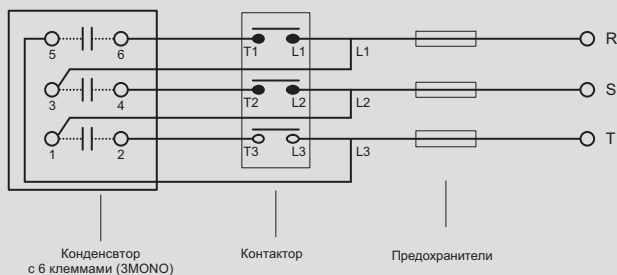 5 6 T1 L1 L1 R
3 4 T2 L2 L2 S
1 2 T3 L3 L3 T
Конденсвтор
с 6 клеммами (3MONO)
Контактор
Предохранители